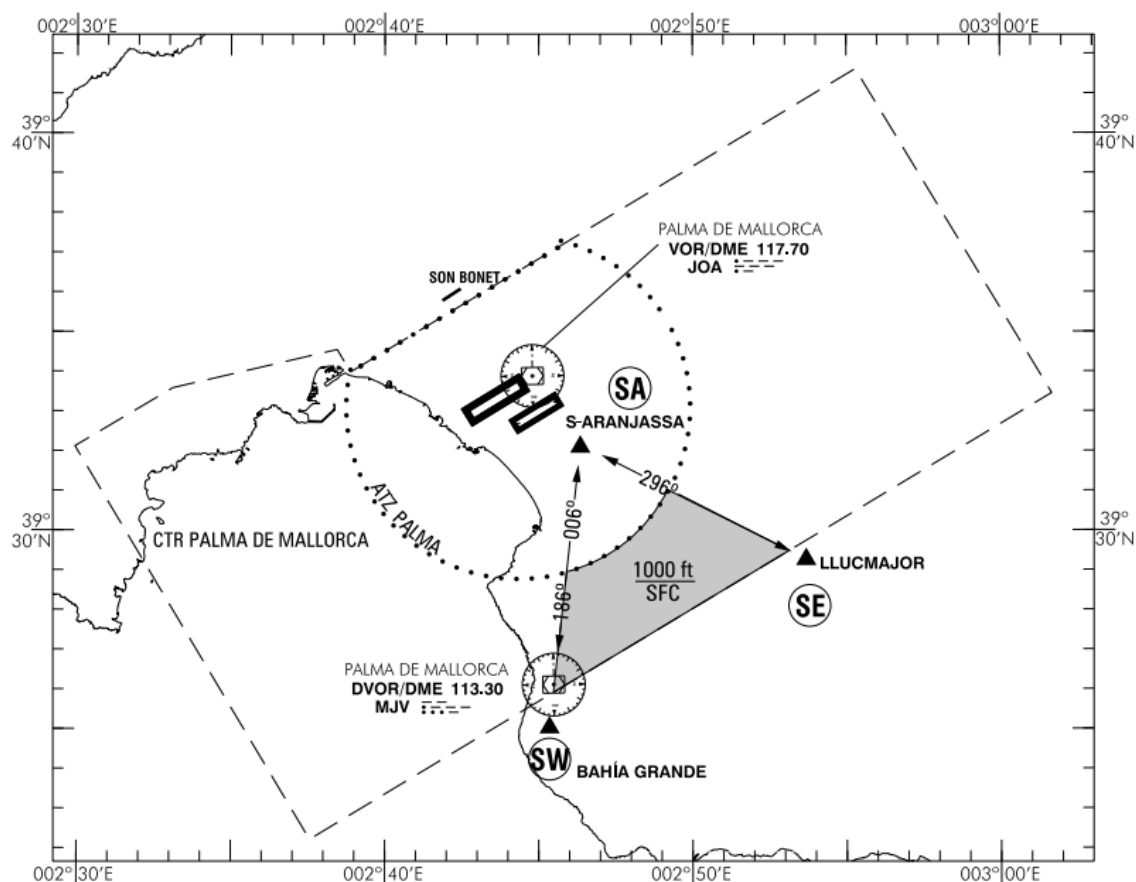 002°30'E
002°40'E
002°50'E
003°00'E
39°
40'N
39°
40'N
PALMA DE MALLORCA
VOR/DME 117.70
JOA
SON BONET
SA
S-ARANJASSA
296°
006°
ATZ PALMA
39°
30'N
39°
30'N
CTR PALMA DE MALLORCA
1000 ft
SFC
LLUCMAJOR
186°
SE
PALMA DE MALLORCA
DVOR/DME 113.30
MJV
SW
BAHÍA GRANDE
002°30'E
002°40'E
002°50'E
003°00'E